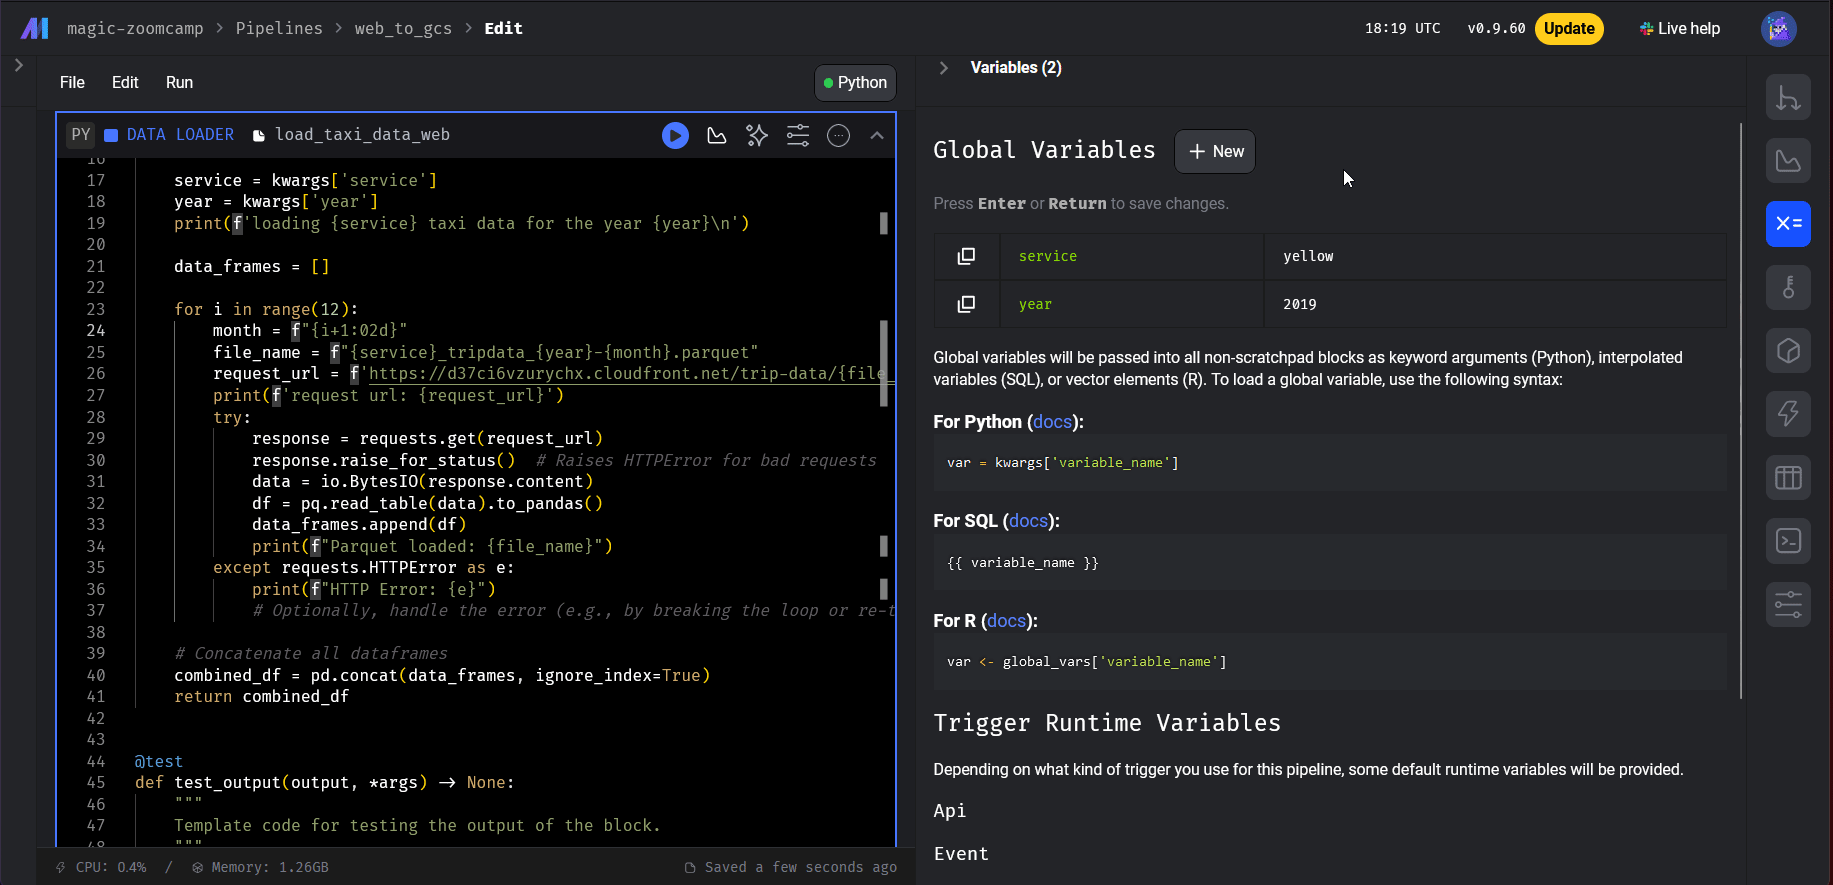 magic-zoomcamp > Pipelines > web_to_gcs > Edit
18:19 UTC
v0.9.60
Update
Live help
File
Edit
Run
Python
PY
DATA LOADER
load_taxi_data_web
16
17 service = kwargs['service']
18 year = kwargs['year']
19 print(f'loading {service} taxi data for the year {year}\n')
20
21 data_frames = []
22
23 for i in range(12):
24 month = f"{i+1:02d}"
25 file_name = f"{service}_tripdata_{year}-{month}.parquet"
26 request_url = f'https://d37ci6vzurychx.cloudfront.net/trip-data/{file_
27 print(f'request url: {request_url}')
28 try:
29 response = requests.get(request_url)
30 response.raise_for_status() # Raises HTTPError for bad requests
31 data = io.BytesIO(response.content)
32 df = pq.read_table(data).to_pandas()
33 data_frames.append(df)
34 print(f"Parquet loaded: {file_name}")
35 except requests.HTTPError as e:
36 print(f"HTTP Error: {e}")
37 # Optionally, handle the error (e.g., by breaking the loop or re-t
38
39 # Concatenate all dataframes
40 combined_df = pd.concat(data_frames, ignore_index=True)
41 return combined_df
42
43
44 @test
45 def test_output(output, *args) -> None:
46 """
47 Template code for testing the output of the block.
48 """
CPU: 0.4% / Memory: 1.26GB
Saved a few seconds ago
Variables (2)
Global Variables
+ New
Press Enter or Return to save changes.
service yellow
year 2019
Global variables will be passed into all non-scratchpad blocks as keyword arguments (Python), interpolated
variables (SQL), or vector elements (R). To load a global variable, use the following syntax:
For Python (docs):
var = kwargs['variable_name']
For SQL (docs):
{{ variable_name }}
For R (docs):
var <- global_vars['variable_name']
Trigger Runtime Variables
Depending on what kind of trigger you use for this pipeline, some default runtime variables will be provided.
Api
Event